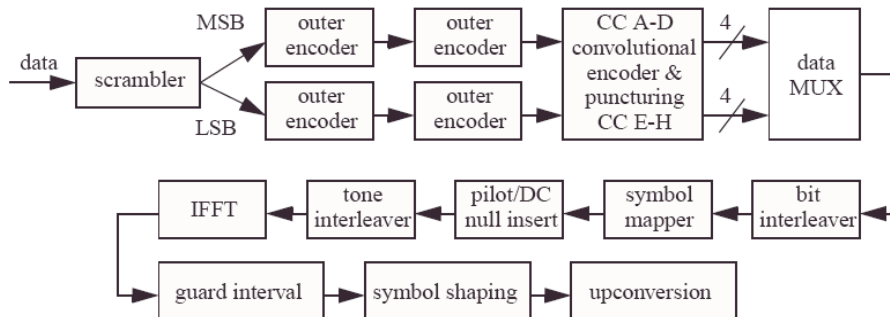 MSB
outer
encoder
outer
encoder
CC A-D
convolutional
encoder &
puncturing
CC E-H
4
data
MUX
data
scrambler
LSB
outer
encoder
outer
encoder
4
IFFT
tone
interleaver
pilot/DC
null insert
symbol
mapper
bit
interleaver
guard interval
symbol shaping
upconversion